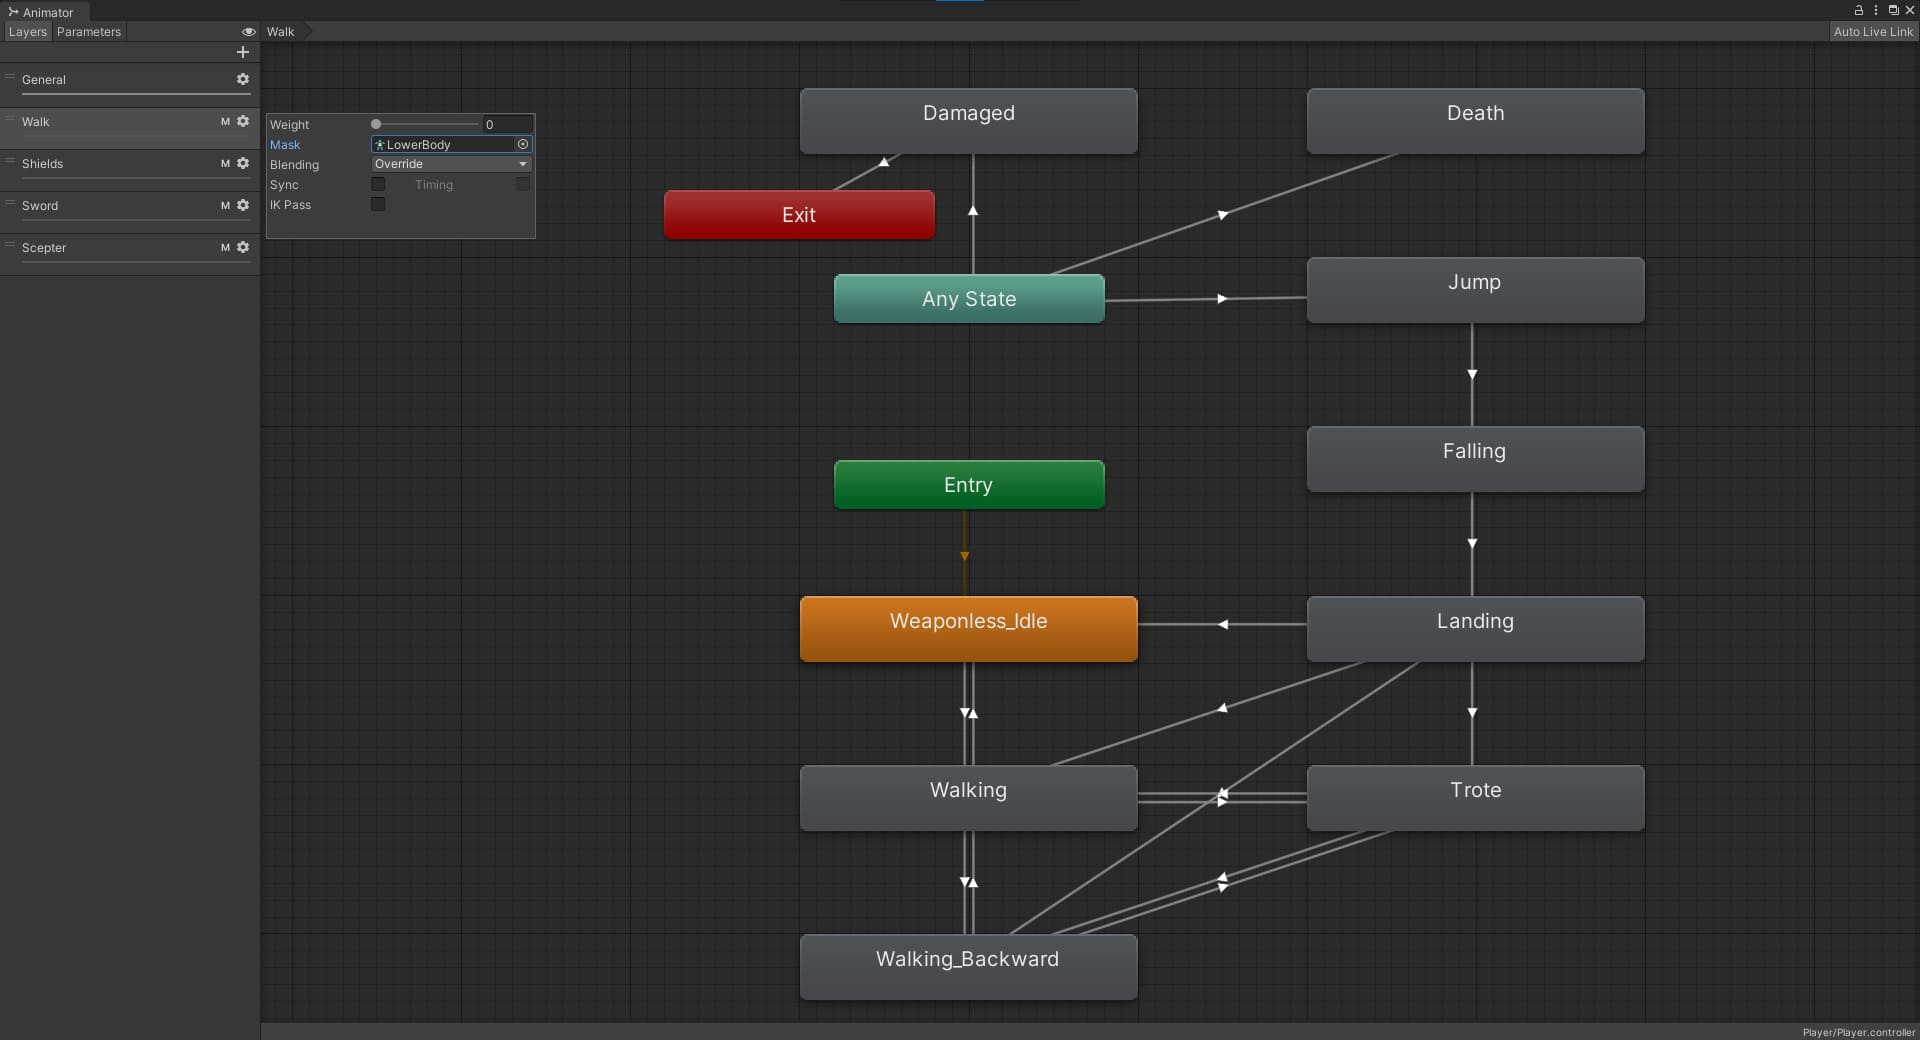 Animator
Layers Parameters
Walk
Auto Live Link
General
Walk M
Shields M
Sword M
Scepter M
Weight 0
Mask LowerBody
Blending Override
Sync Timing
IK Pass
Damaged
Death
Exit
Any State
Jump
Falling
Entry
Weaponless_Idle
Landing
Walking
Trote
Walking_Backward
Player/Player.controller